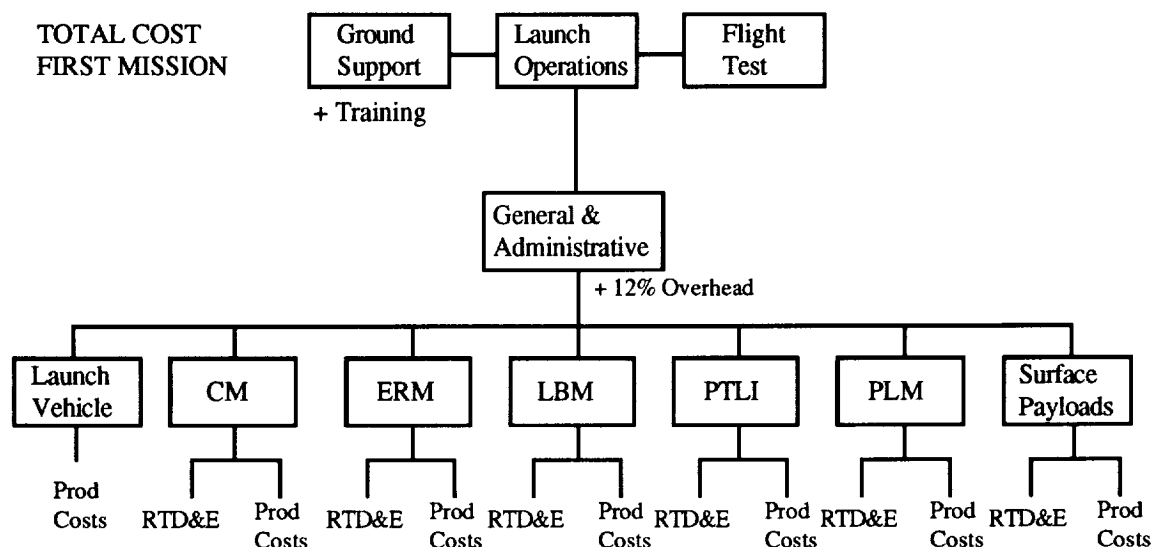 TOTAL COST
FIRST MISSION
Ground
Support
Launch
Operations
Flight
Test
+ Training
General &
Administrative
+ 12% Overhead
Launch
Vehicle
CM
ERM
LBM
PTLI
PLM
Surface
Payloads
Prod
Costs
RTD&E
Prod
Costs
RTD&E
Prod
Costs
RTD&E
Prod
Costs
RTD&E
Prod
Costs
RTD&E
Prod
Costs
RTD&E
Prod
Costs